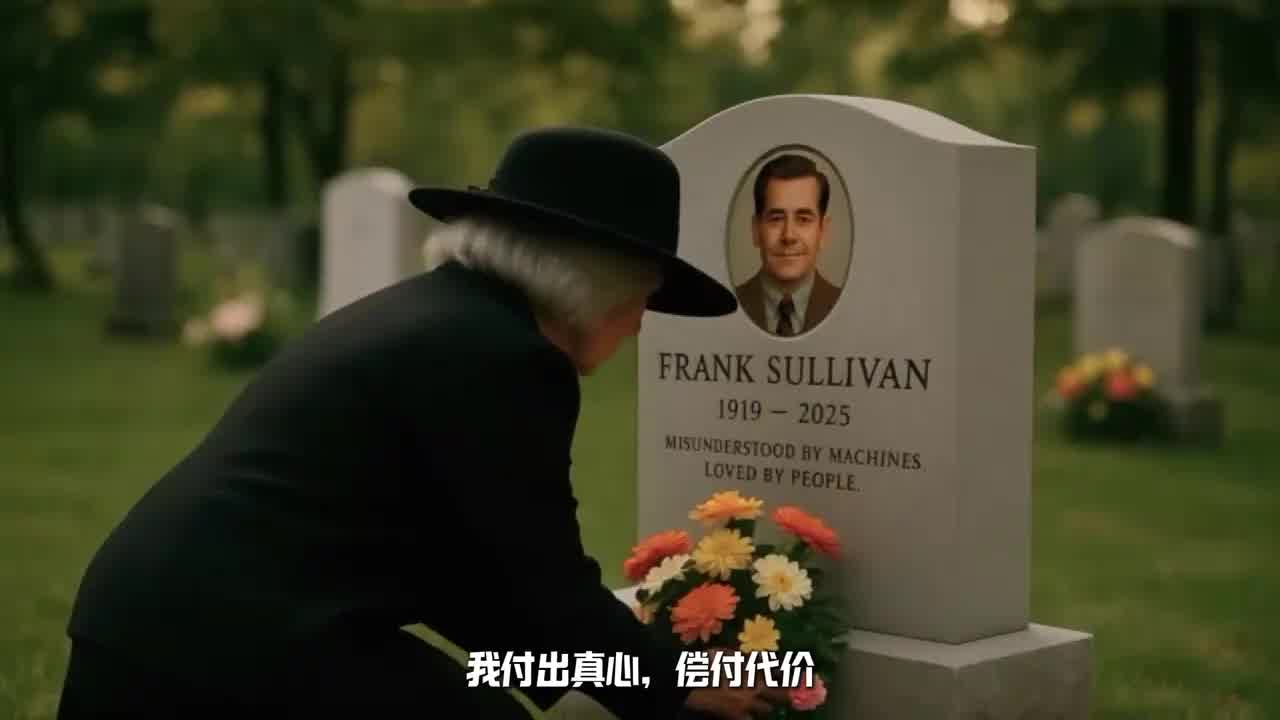 FRANK SULLIVAN
1919 – 2025
MISUNDERSTOOD BY MACHINES
LOVED BY PEOPLE.
我付出真心，偿付代价